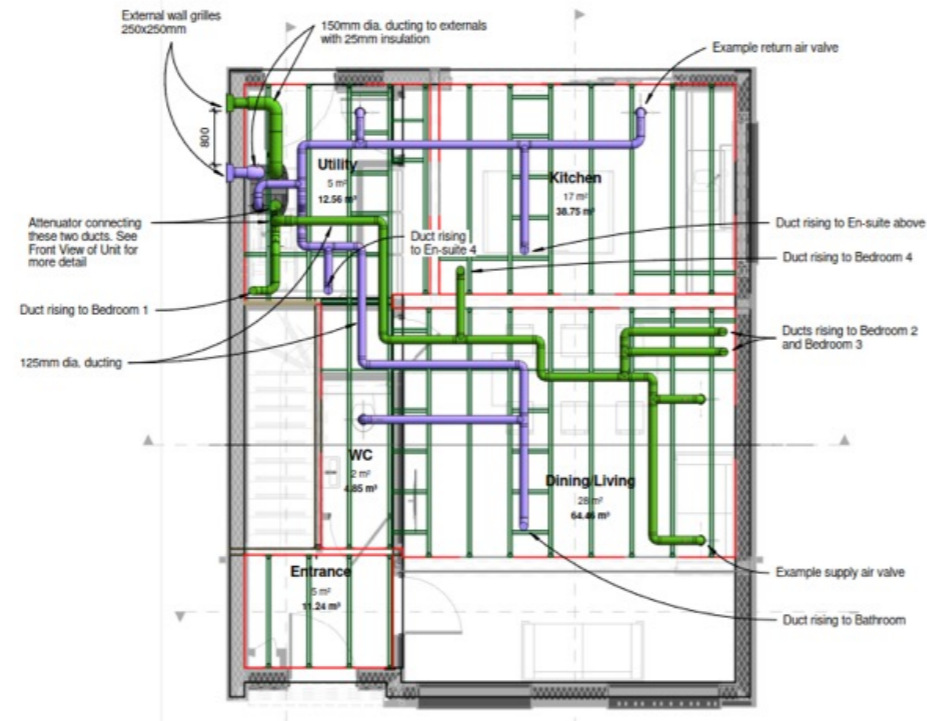 External wall grilles
250x250mm
150mm dia. ducting to externals
with 25mm insulation
Example return air valve
800
Utility
5 m²
12.56 m³
Kitchen
17 m²
38.75 m³
Attenuator connecting
these two ducts. See
Front View of Unit for
more detail
Duct rising
to En-suite 4
Duct rising to En-suite above
Duct rising to Bedroom 4
Duct rising to Bedroom 1
Ducts rising to Bedroom 2
and Bedroom 3
125mm dia. ducting
WC
2 m²
4.85 m³
Dining/Living
28 m²
64.46 m³
Entrance
5 m²
11.24 m³
Example supply air valve
Duct rising to Bathroom